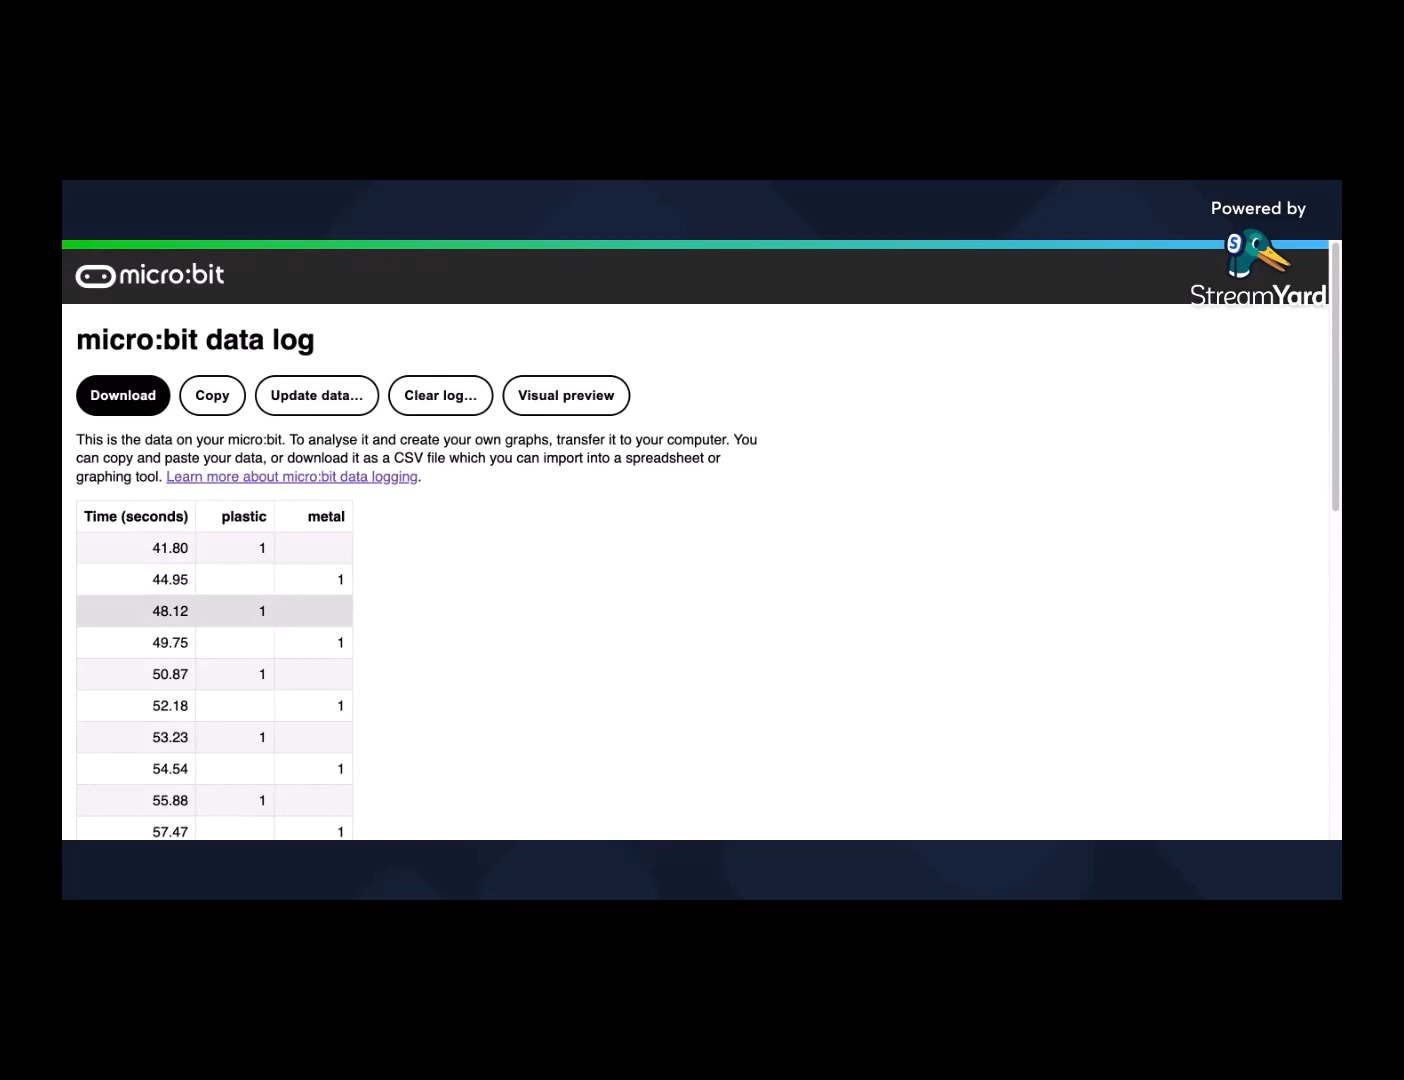 Powered by
S
StreamYard
micro:bit
micro:bit data log
Download Copy Update data... Clear log... Visual preview
This is the data on your micro:bit. To analyse it and create your own graphs, transfer it to your computer. You
can copy and paste your data, or download it as a CSV file which you can import into a spreadsheet or
graphing tool. Learn more about micro:bit data logging.
Time (seconds) plastic metal
41.80 1
44.95 1
48.12 1
49.75 1
50.87 1
52.18 1
53.23 1
54.54 1
55.88 1
57.47 1